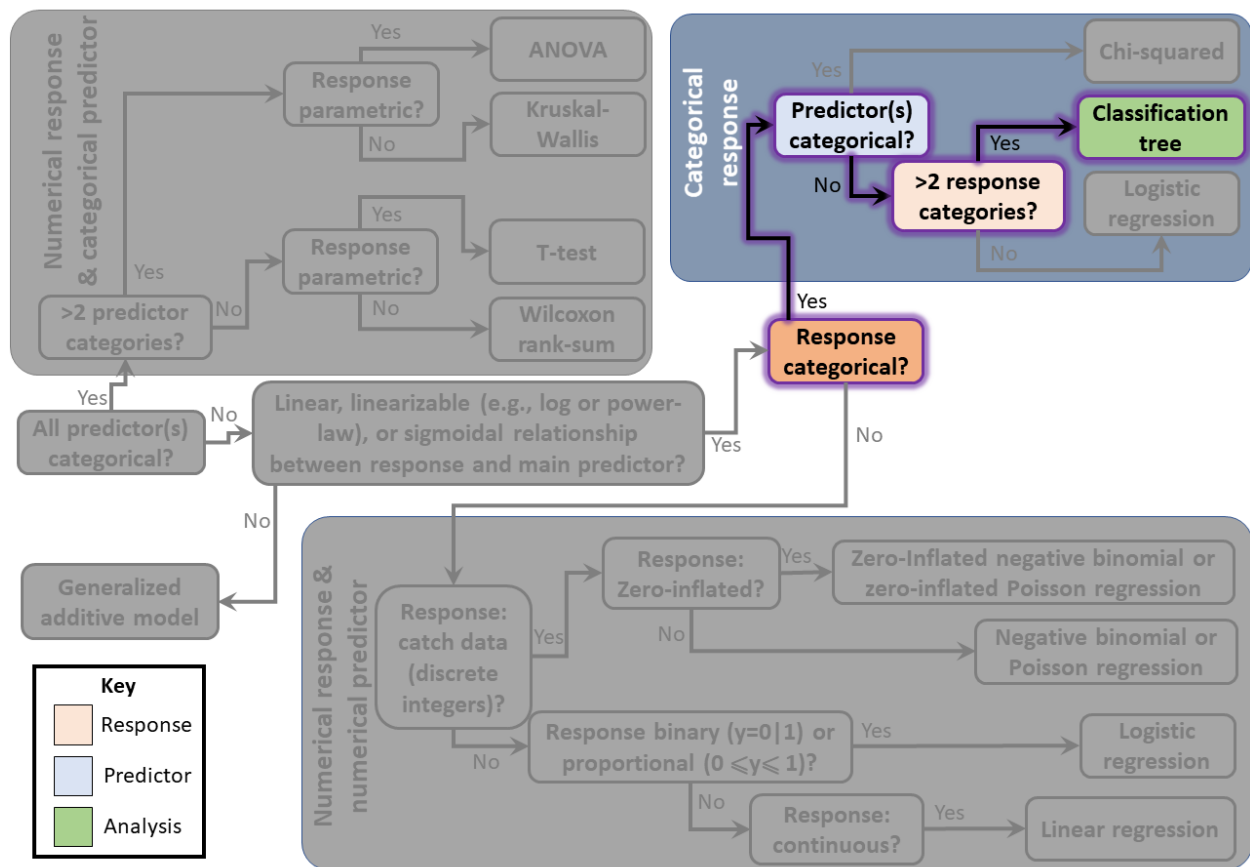 Numerical response
& categorical predictor
Yes
ANOVA
Response
parametric?
No
Kruskal-
Wallis
Yes
Yes
T-test
Response
parametric?
No
Wilcoxon
rank-sum
>2 predictor
categories?
No
Yes
All predictor(s)
categorical?
No
Linear, linearizable (e.g., log or power-
law), or sigmoidal relationship
between response and main predictor?
Yes
No
Generalized
additive model
Categorical
response
Yes
Chi-squared
Predictor(s)
categorical?
No
Yes
Classification
tree
>2 response
categories?
No
Logistic
regression
Yes
Response
categorical?
No
Numerical response &
numerical predictor
Response:
catch data
(discrete
integers)?
Yes
Response:
Zero-inflated?
Yes
Zero-Inflated negative binomial or
zero-inflated Poisson regression
No
Negative binomial or
Poisson regression
No
Response binary (y=0|1) or
proportional (0 ⩽y⩽ 1)?
Yes
Logistic
regression
No
Response:
continuous?
Yes
Linear regression
Key
Response
Predictor
Analysis